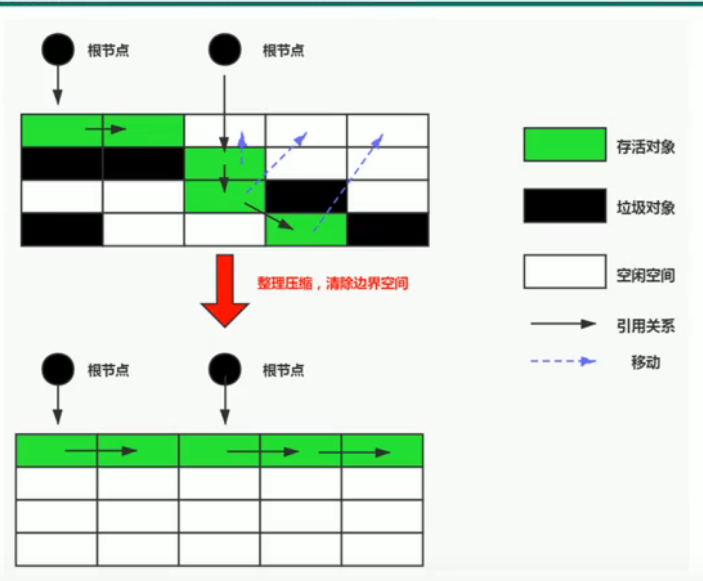 根节点
根节点
存活对象
垃圾对象
空闲空间
整理压缩，清除边界空间
引用关系
移动
根节点
根节点